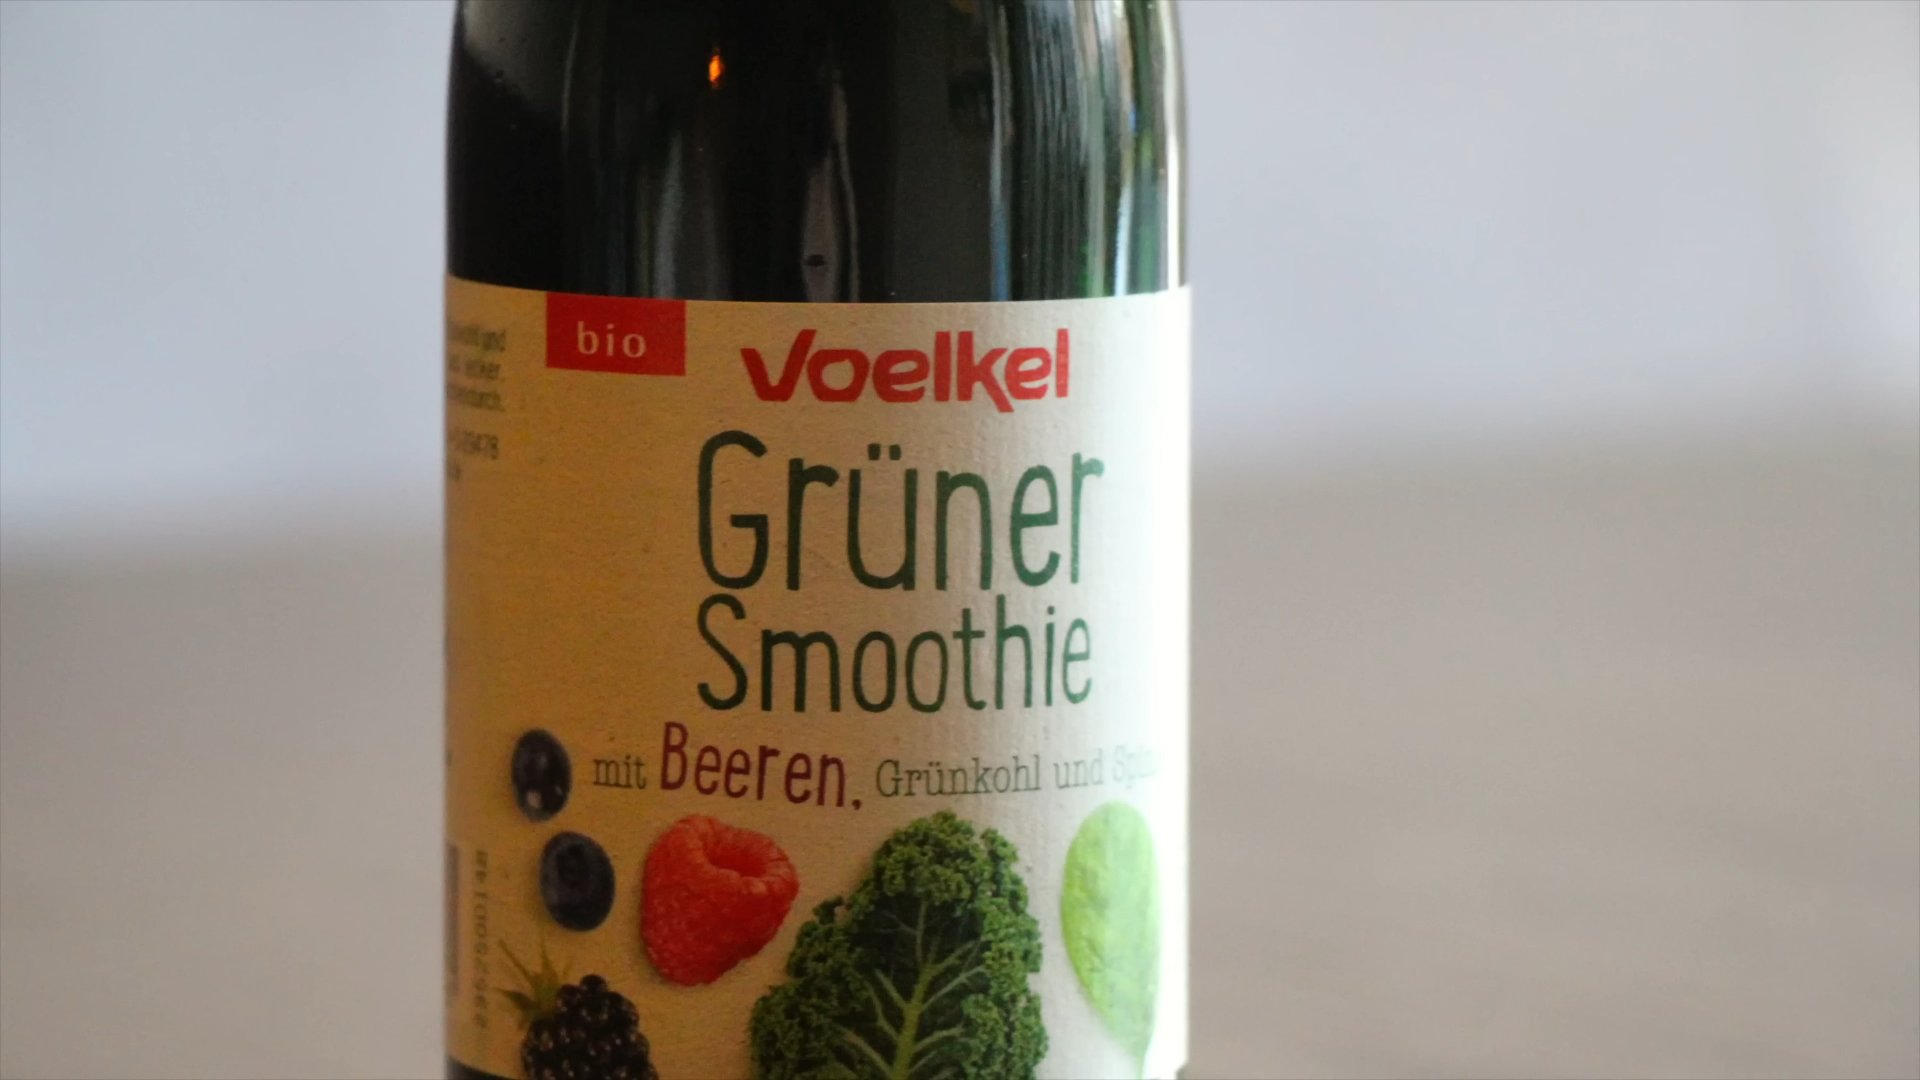 bio
Voelkel
Grüner
Smoothie
mit Beeren, Grünkohl und